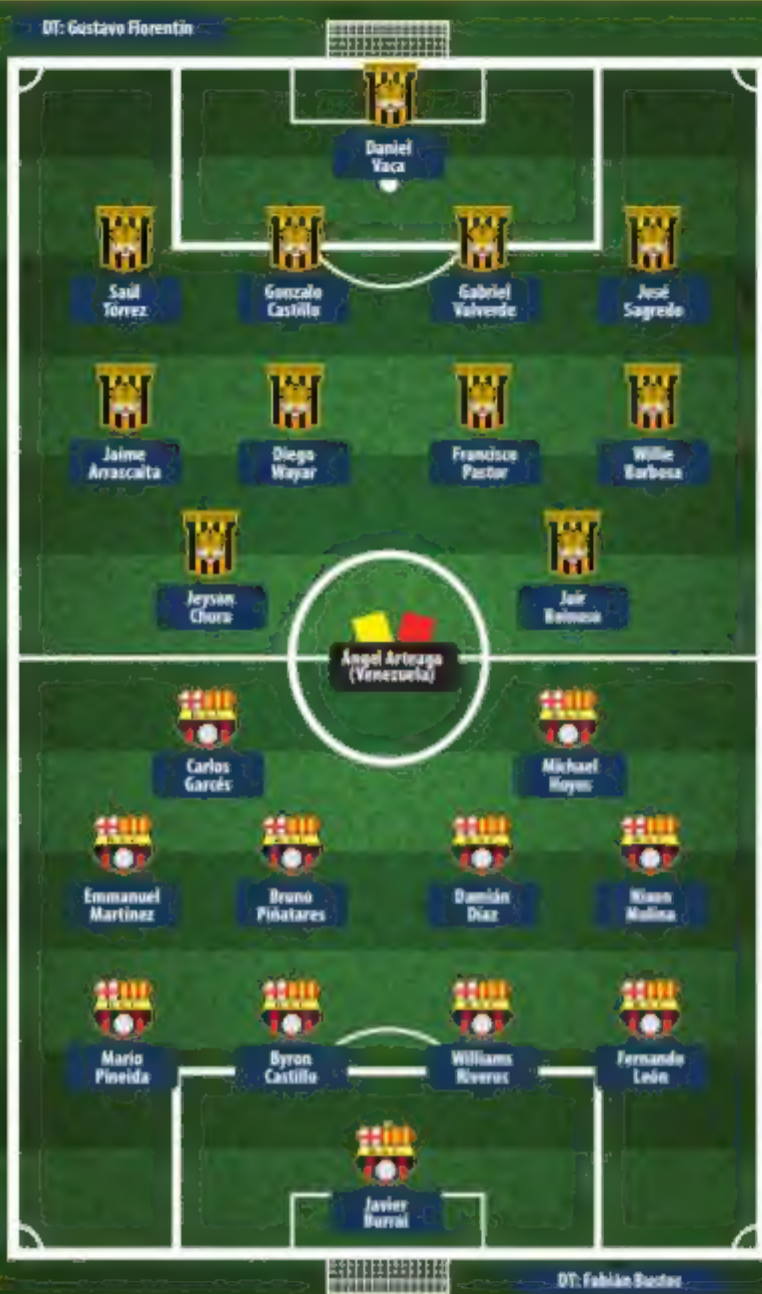 DT: Gustavo Florentín
Daniel
Vaca
Saúl
Tórrez
Gonzalo
Castillo
Gabriel
Valverde
José
Sagredo
Jaime
Arrascaita
Diego
Wayar
Francisco
Pastor
Willie
Barbosa
Jeyson
Chura
Jair
Reinoso
Ángel Arteaga
(Venezuela)
Carlos
Garcés
Michael
Hoyos
Emmanuel
Martínez
Bruno
Piñatares
Damián
Díaz
Nixon
Molina
Mario
Pineida
Byron
Castillo
Williams
Riveros
Fernando
León
Javier
Burrai
DT: Fabián Bustos